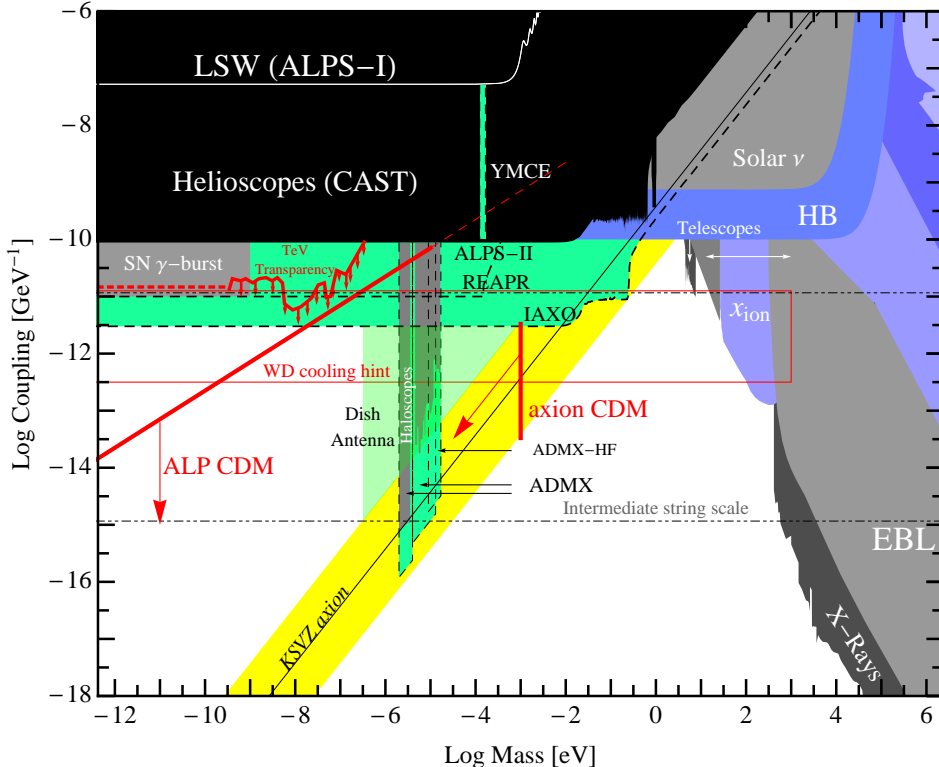 -6
LSW (ALPS-I)
-8
YMCE
Solar ν
Helioscopes (CAST)
HB
Telescopes
-10
ALPS-II
TeV
Transparency
SN γ-burst
REAPR
IAXO
x_ion
-12
WD cooling hint
Haloscopes
axion CDM
Dish
Antenna
ADMX-HF
-14
ALP CDM
ADMX
Intermediate string scale
EBL
-16
KSVZ axion
X-Rays
-18
-12 -10 -8 -6 -4 -2 0 2 4 6
Log Mass [eV]
Log Coupling [GeV⁻¹]